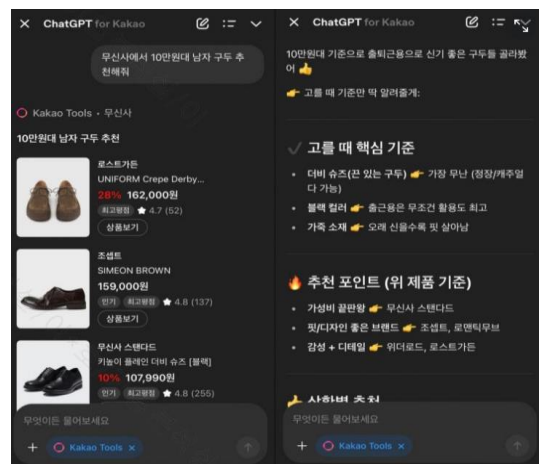 ChatGPT for Kakao
무신사에서 10만원대 남자 구두 추
천해줘
Kakao Tools • 무신사
10만원대 남자 구두 추천
로스트가든
UNIFORM Crepe Derby...
28% 162,000원
최고평점 ★ 4.7 (52)
상품보기
조셉트
SIMEON BROWN
159,000원
인기 최고평점 ★ 4.8 (137)
상품보기
무신사 스탠다드
키높이 플레인 더비 슈즈 [블랙]
10% 107,990원
인기 최고평점 ★ 4.8 (255)
무엇이든 물어보세요
Kakao Tools ×
ChatGPT for Kakao
10만원대 기준으로 출퇴근용으로 신기 좋은 구두들 골라봤
어 👍
👉 고를 때 기준만 딱 알려줄게:
✓ 고를 때 핵심 기준
• 더비 슈즈(끈 있는 구두) 👉 가장 무난 (정장/캐주얼
다 가능)
• 블랙 컬러 👉 출근용은 무조건 활용도 최고
• 가죽 소재 👉 오래 신을수록 핏 살아남
🔥 추천 포인트 (위 제품 기준)
• 가성비 끝판왕 👉 무신사 스탠다드
• 핏/디자인 좋은 브랜드 👉 조셉트, 로맨틱무브
• 감성 + 디테일 👉 위더로드, 로스트가든
👍 상황별 추천
무엇이든 물어보세요
Kakao Tools ×